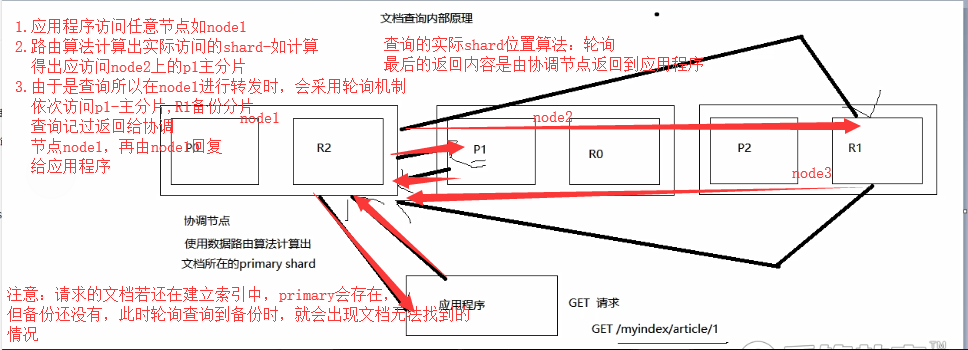 文档查询内部原理
1.应用程序访问任意节点如node1
2.路由算法计算出实际访问的shard-如计算
得出应访问node2上的p1主分片
3.由于是查询所以在node1进行转发时，会采用轮询机制
依次访问p1-主分片,R1备份分片
查询记过返回给协调
节点node1，再由node1回复
给应用程序
查询的实际shard位置算法：轮询
最后的返回内容是由协调节点返回到应用程序
node1
node2
node3
P0
R2
P1
R0
P2
R1
协调节点
使用数据路由算法计算出
文档所在的primary shard
注意：请求的文档若还在建立索引中，primary会存在，
但备份还没有，此时轮询查询到备份时，就会出现文档无法找到的
情况
应用程序
GET 请求
GET /myindex/article/1